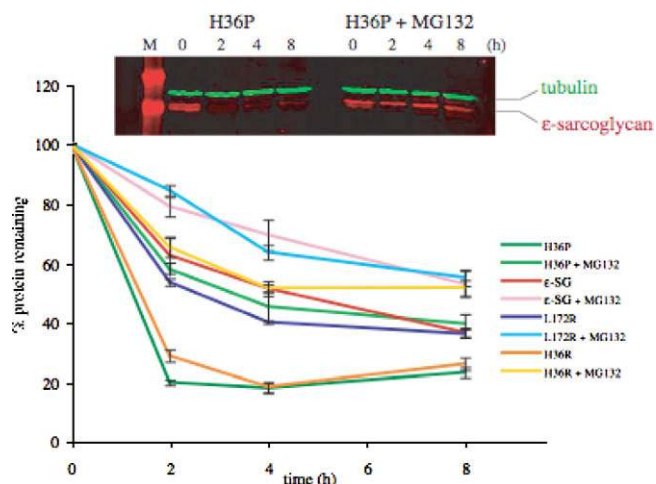 H36P H36P + MG132
M 0 2 4 8 0 2 4 8 (h)
tubulin
ε-sarcoglycan
120
100
80
60
40
20
0
% protein remaining
0 2 4 6 8
time (h)
H36P
H36P + MG132
ε-SG
ε-SG + MG132
L172R
L172R + MG132
H36R
H36R + MG132